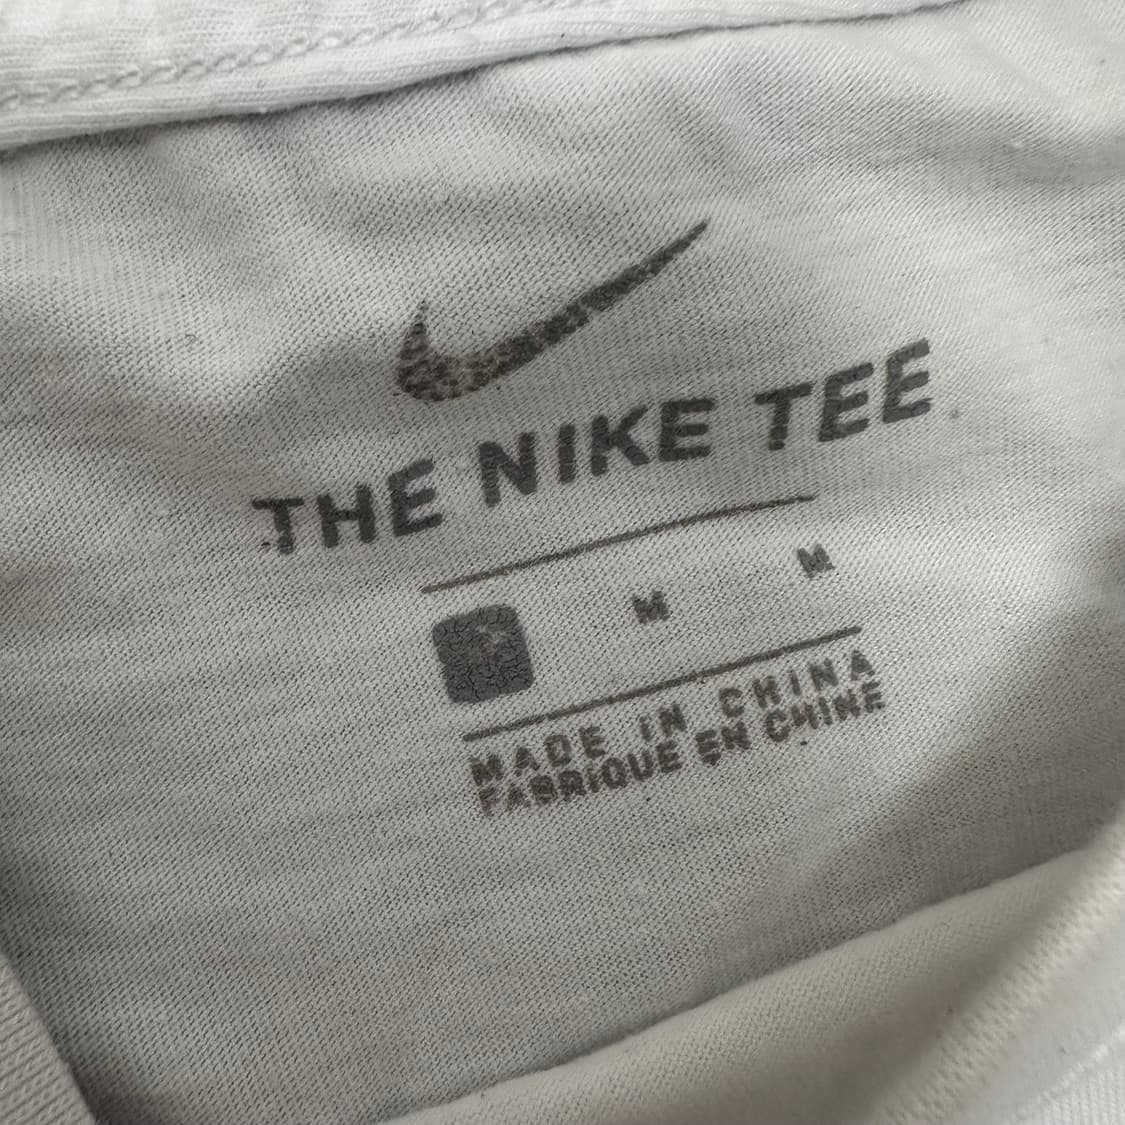 THE NIKE TEE
M M
MADE IN CHINA
FABRIQUE EN CHINE